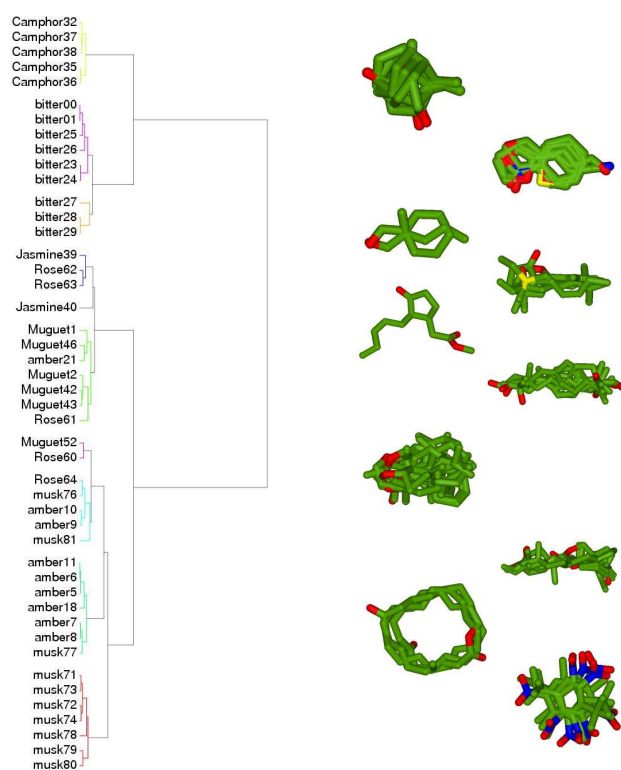 Camphor32
Camphor37
Camphor38
Camphor35
Camphor36
bitter00
bitter01
bitter25
bitter26
bitter23
bitter24
bitter27
bitter28
bitter29
Jasmine39
Rose62
Rose63
Jasmine40
Muguet1
Muguet46
amber21
Muguet2
Muguet42
Muguet43
Rose61
Muguet52
Rose60
Rose64
musk76
amber10
amber9
musk81
amber11
amber6
amber5
amber18
amber7
amber8
musk77
musk71
musk73
musk72
musk74
musk78
musk79
musk80